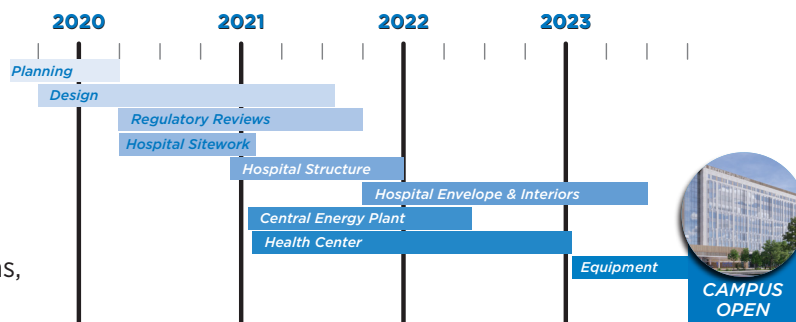 2020 2021 2022 2023
Planning
Design
Regulatory Reviews
Hospital Sitework
Hospital Structure
Hospital Envelope & Interiors
Central Energy Plant
Health Center
s,
Equipment
CAMPUS
OPEN